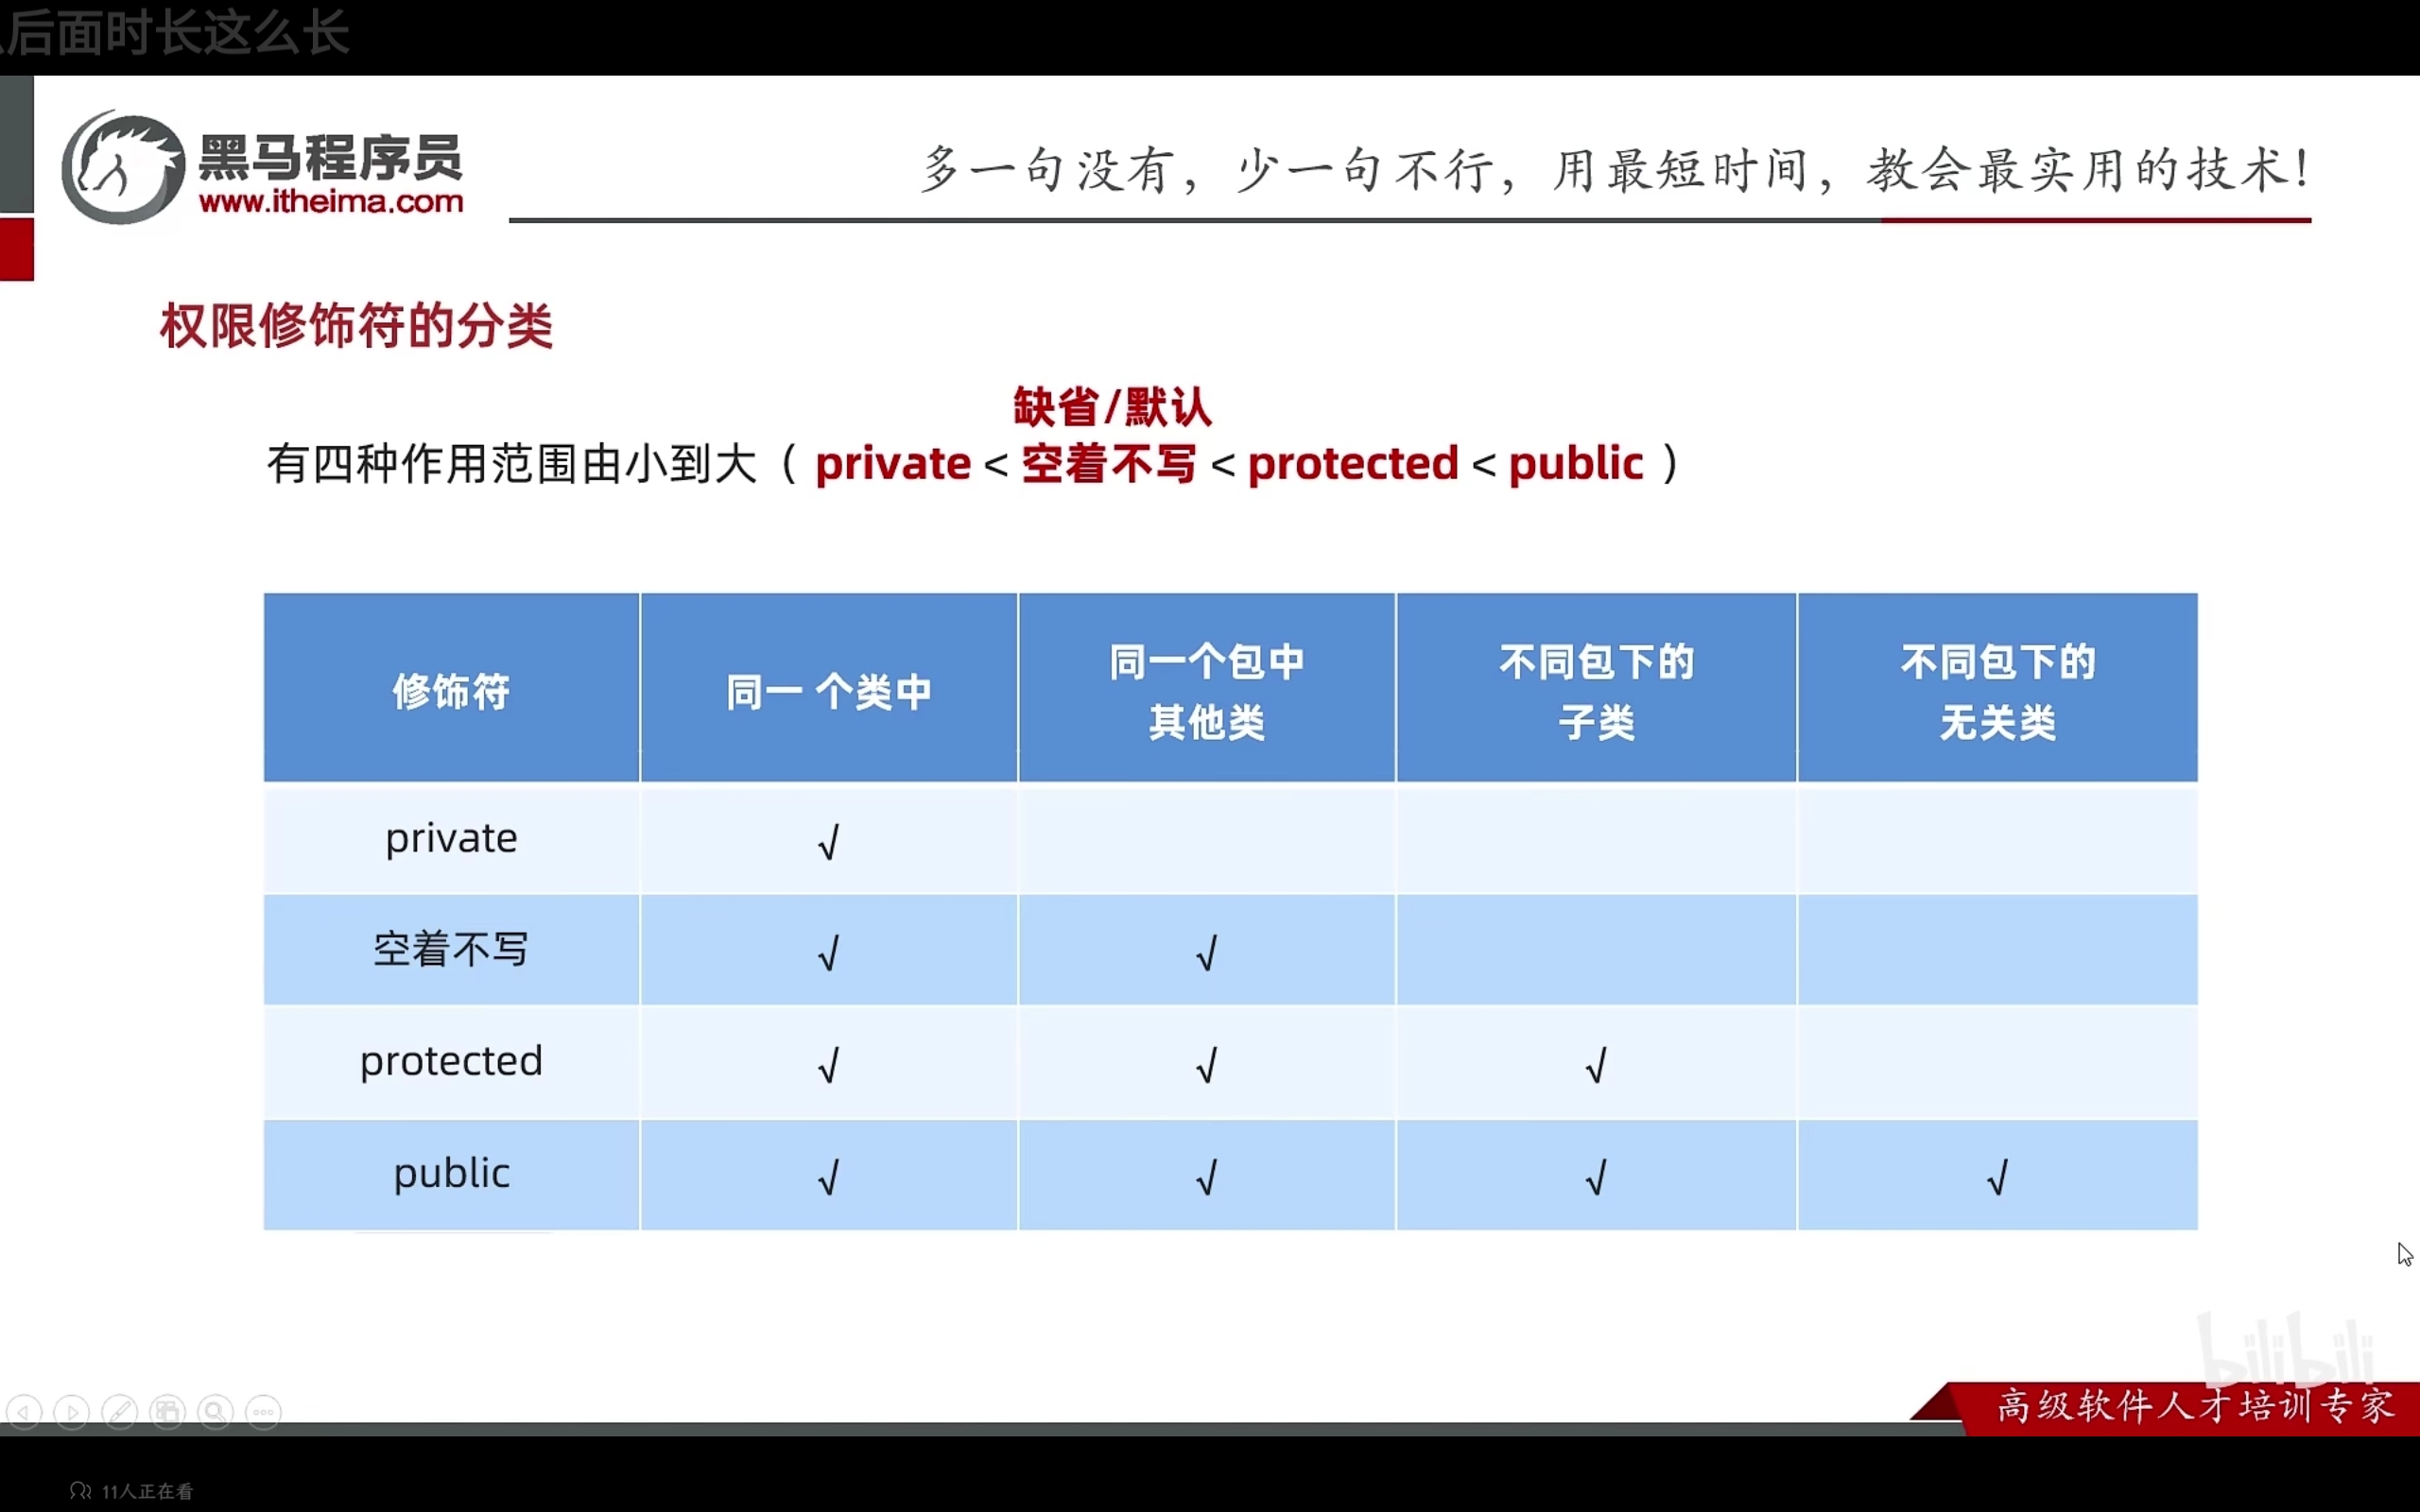 后面时长这么长
黑马程序员
www.itheima.com
多一句没有，少一句不行，用最短时间，教会最实用的技术！
权限修饰符的分类
缺省/默认
有四种作用范围由小到大（ private < 空着不写 < protected < public ）
修饰符 同一 个类中 同一个包中 其他类 不同包下的 子类 不同包下的 无关类
private √
空着不写 √ √
protected √ √ √
public √ √ √ √
bilibili
高级软件人才培训专家
11人正在看